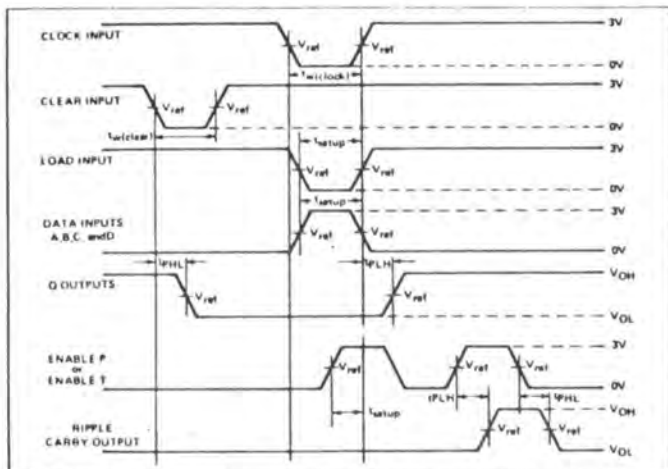 CLOCK INPUT
Vref
Vref
3V
0V
tw(clock)
CLEAR INPUT
Vref
Vref
3V
0V
tw(clear)
LOAD INPUT
tsetup
Vref
Vref
3V
0V
tsetup
DATA INPUTS
A,B,C, and D
Vref
Vref
3V
0V
tPHL
tPLH
Q OUTPUTS
Vref
Vref
VOH
VOL
ENABLE P
or
ENABLE T
Vref
Vref
Vref
3V
0V
tsetup
tPLH
tPHL
RIPPLE
CARRY OUTPUT
Vref
Vref
VOH
VOL